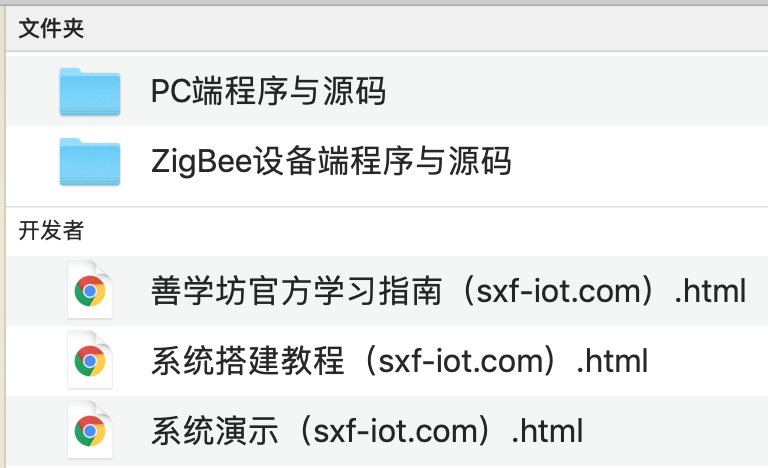 文件夹
PC端程序与源码
ZigBee设备端程序与源码
开发者
善学坊官方学习指南（sxf-iot.com）.html
系统搭建教程（sxf-iot.com）.html
系统演示（sxf-iot.com）.html